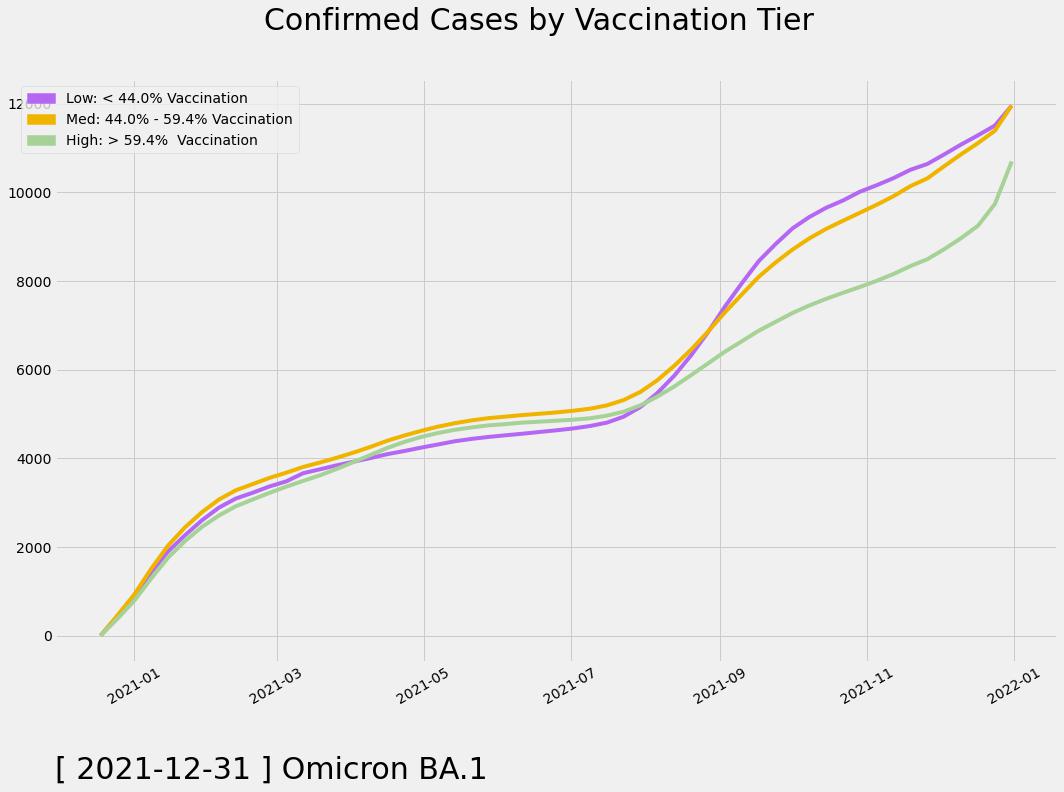 Confirmed Cases by Vaccination Tier
Low: < 44.0% Vaccination
Med: 44.0% - 59.4% Vaccination
High: > 59.4%  Vaccination
12000
10000
8000
6000
4000
2000
0
2021-01
2021-03
2021-05
2021-07
2021-09
2021-11
2022-01
[ 2021-12-31 ] Omicron BA.1